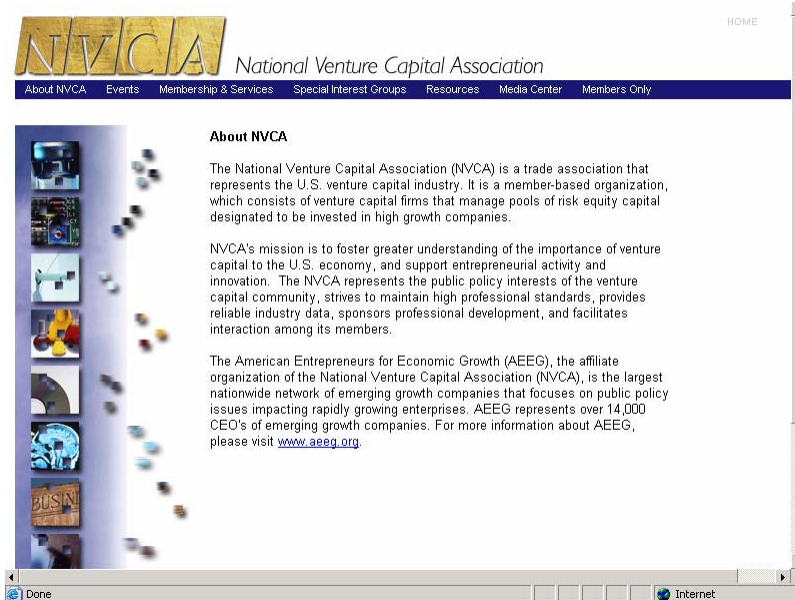 HOME
NVCA
National Venture Capital Association
About NVCA Events Membership & Services Special Interest Groups Resources Media Center Members Only
About NVCA
The National Venture Capital Association (NVCA) is a trade association that
represents the U.S. venture capital industry. It is a member-based organization,
which consists of venture capital firms that manage pools of risk equity capital
designated to be invested in high growth companies.
NVCA's mission is to foster greater understanding of the importance of venture
capital to the U.S. economy, and support entrepreneurial activity and
innovation. The NVCA represents the public policy interests of the venture
capital community, strives to maintain high professional standards, provides
reliable industry data, sponsors professional development, and facilitates
interaction among its members.
The American Entrepreneurs for Economic Growth (AEEG), the affiliate
organization of the National Venture Capital Association (NVCA), is the largest
nationwide network of emerging growth companies that focuses on public policy
issues impacting rapidly growing enterprises. AEEG represents over 14,000
CEO's of emerging growth companies. For more information about AEEG,
please visit www.aeeg.org.
BUSIN
Done Internet